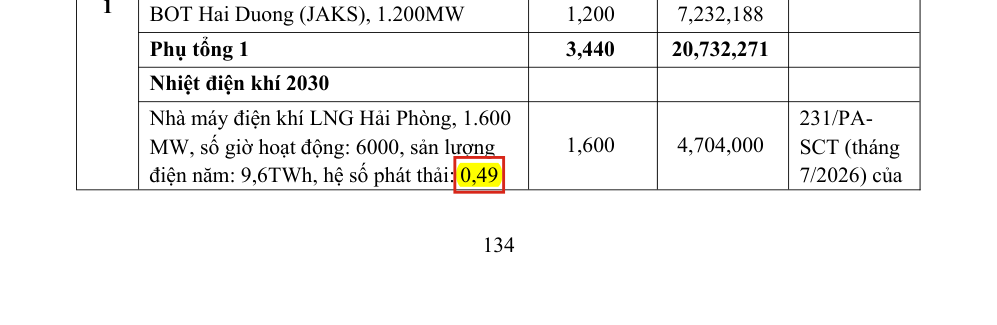 1
BOT Hai Duong (JAKS), 1.200MW 1,200 7,232,188
Phụ tổng 1 3,440 20,732,271
Nhiệt điện khí 2030
Nhà máy điện khí LNG Hải Phòng, 1.600
MW, số giờ hoạt động: 6000, sản lượng
điện năm: 9,6TWh, hệ số phát thải: 0,49
1,600
4,704,000
231/PA-
SCT (tháng
7/2026) của
134